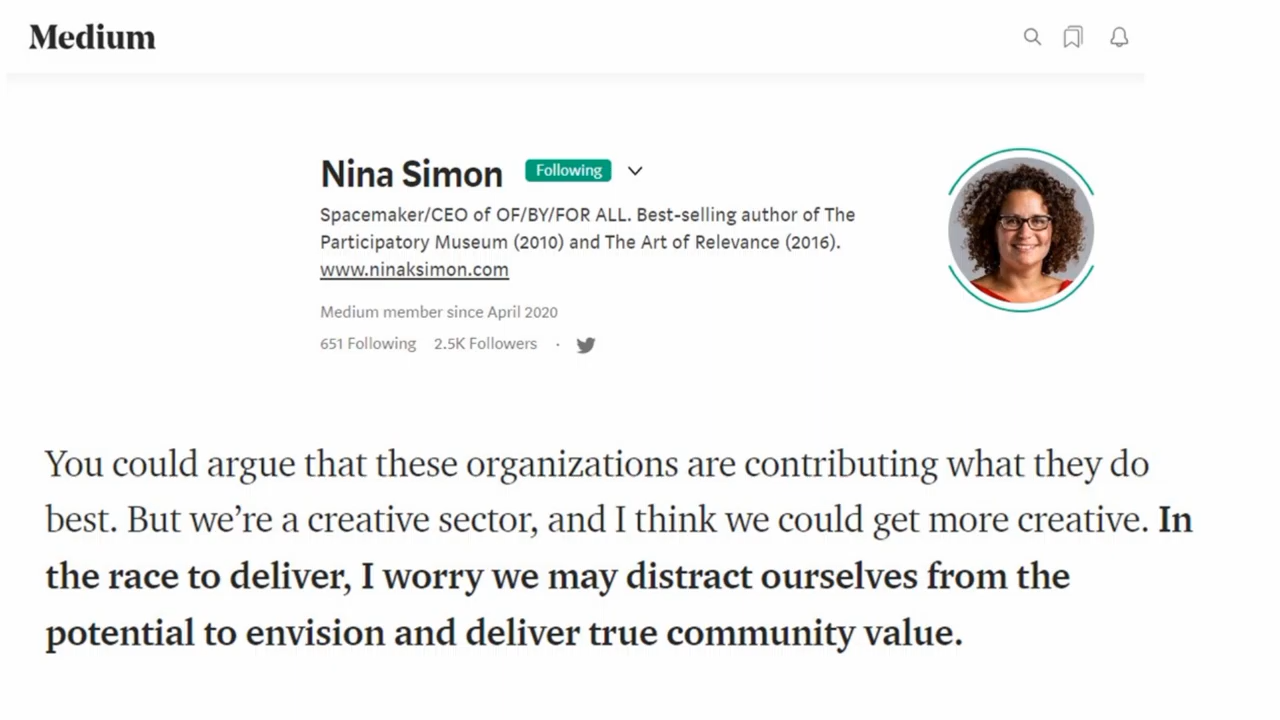 Medium
Nina Simon Following
Spacemaker/CEO of OF/BY/FOR ALL. Best-selling author of The
Participatory Museum (2010) and The Art of Relevance (2016).
www.ninaksimon.com
Medium member since April 2020
651 Following 2.5K Followers ·
You could argue that these organizations are contributing what they do
best. But we’re a creative sector, and I think we could get more creative. In
the race to deliver, I worry we may distract ourselves from the
potential to envision and deliver true community value.